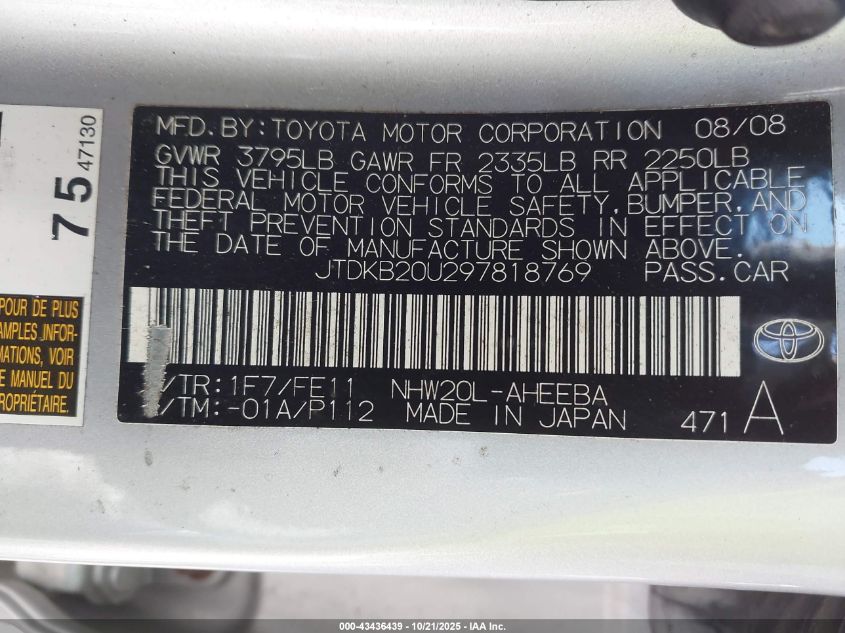 MFD. BY: TOYOTA MOTOR CORPORATION 08/08
GVWR 3795LB GAWR FR 2335LB RR 2250LB
THIS VEHICLE CONFORMS TO ALL APPLICABLE
FEDERAL MOTOR VEHICLE SAFETY, BUMPER, AND
THEFT PREVENTION STANDARDS IN EFFECT ON
THE DATE OF MANUFACTURE SHOWN ABOVE.
JTDKB20U297818769 PASS. CAR
/TR: 1F7/FE11 NHW20L-AHEEBA
/TM: -01A/P112 MADE IN JAPAN 471 A
75 47130
POUR DE PLUS
AMPLES INFOR-
MATIONS, VOIR
E MANUEL DU
PROPRIÉTAIRE.
000-43436439 - 10/21/2025 - IAA Inc.